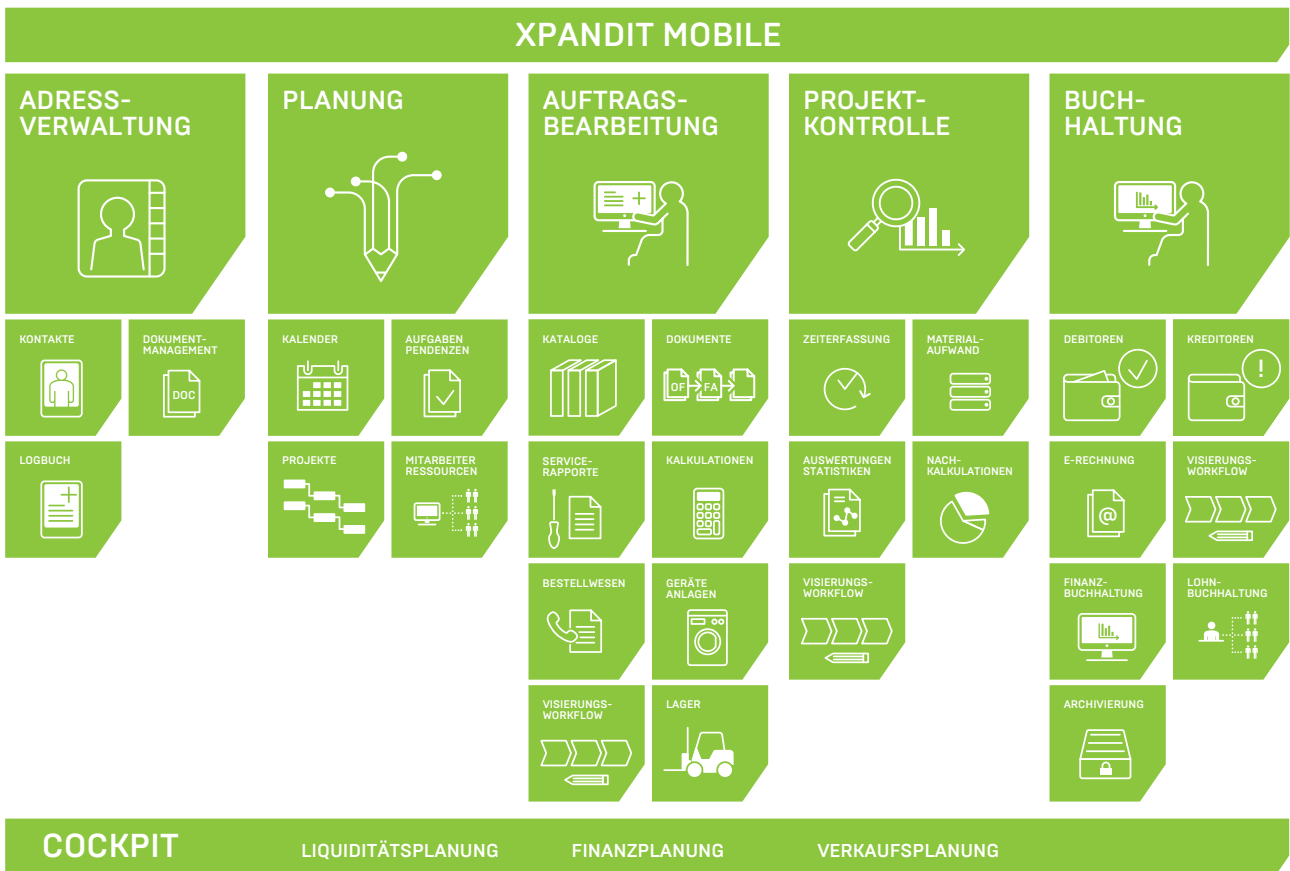 XPANDIT MOBILE
ADRESS-
VERWALTUNG
KONTAKTE
DOKUMENT-
MANAGEMENT
DOC
LOGBUCH
PLANUNG
KALENDER
AUFGABEN
PENDENZEN
PROJEKTE
MITARBEITER
RESSOURCEN
AUFTRAGS-
BEARBEITUNG
KATALOGE
DOKUMENTE
OF
FA
SERVICE-
RAPPORTE
KALKULATIONEN
BESTELLWESEN
GERÄTE
ANLAGEN
VISIERUNGS-
WORKFLOW
LAGER
PROJEKT-
KONTROLLE
ZEITERFASSUNG
MATERIAL-
AUFWAND
AUSWERTUNGEN
STATISTIKEN
NACH-
KALKULATIONEN
VISIERUNGS-
WORKFLOW
BUCH-
HALTUNG
DEBITOREN
KREDITOREN
!
E-RECHNUNG
@
VISIERUNGS-
WORKFLOW
FINANZ-
BUCHHALTUNG
LOHN-
BUCHHALTUNG
ARCHIVIERUNG
COCKPIT
LIQUIDITÄTSPLANUNG
FINANZPLANUNG
VERKAUFSPLANUNG